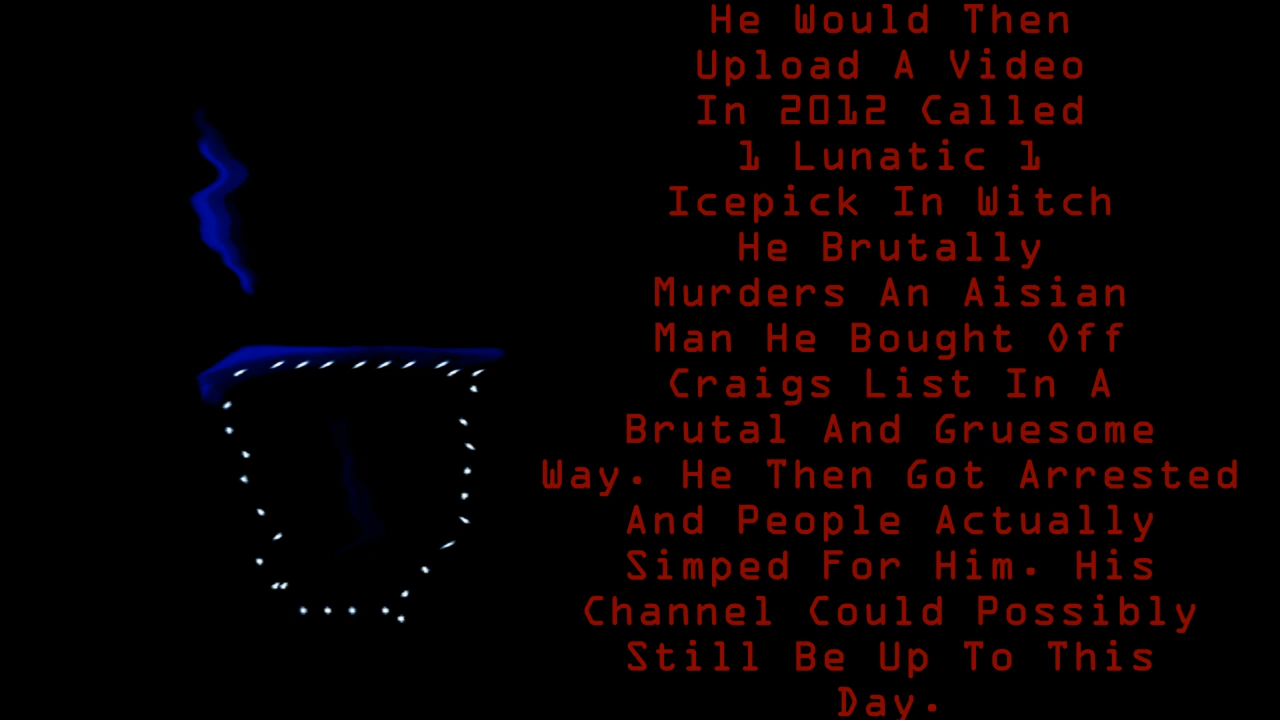 He Would Then
Upload A Video
In 2012 Called
1 Lunatic 1
Icepick In Witch
He Brutally
Murders An Aisian
Man He Bought Off
Craigs List In A
Brutal And Gruesome
Way. He Then Got Arrested
And People Actually
Simped For Him. His
Channel Could Possibly
Still Be Up To This
Day.